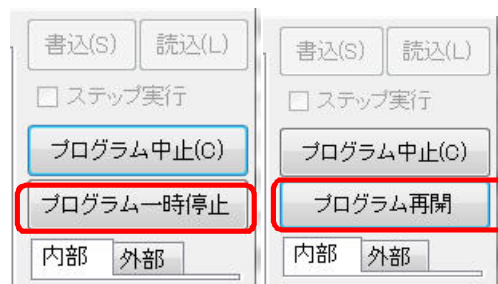 書込(S) 読込(L)
ステップ実行
プログラム中止(C)
プログラム一時停止
内部 外部
書込(S) 読込(L)
ステップ実行
プログラム中止(C)
プログラム再開
内部 外部